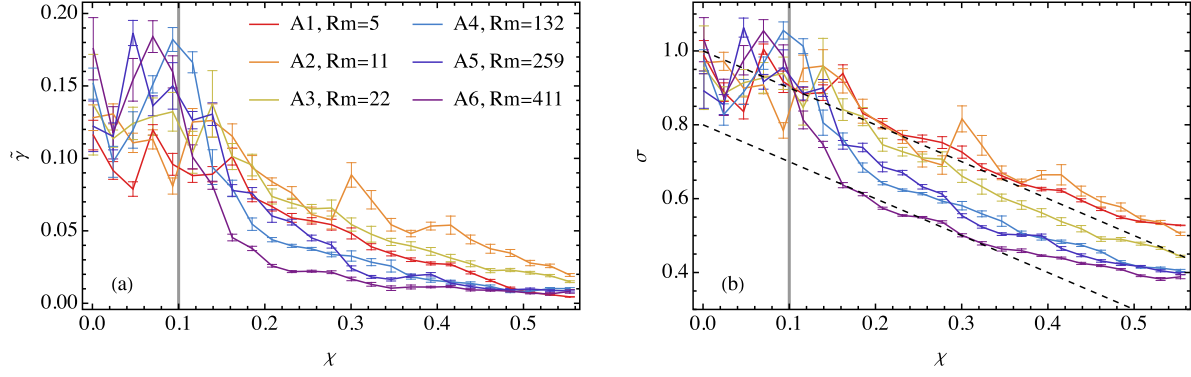 0.20
0.15
0.10
0.05
0.00
γ̃
A1, Rm=5
A2, Rm=11
A3, Rm=22
A4, Rm=132
A5, Rm=259
A6, Rm=411
(a)
0.0 0.1 0.2 0.3 0.4 0.5
χ
1.0
0.8
0.6
0.4
σ
(b)
0.0 0.1 0.2 0.3 0.4 0.5
χ